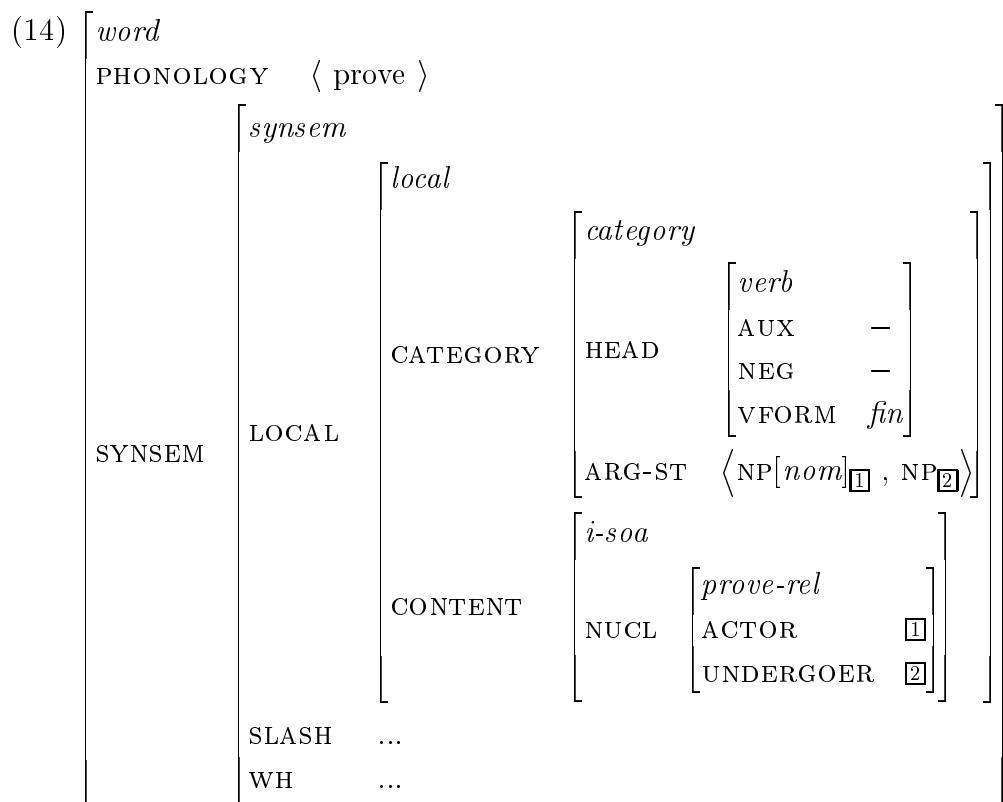 (14) word
PHONOLOGY ⟨ prove ⟩
synsem
local
category
verb
AUX –
CATEGORY HEAD
NEG –
VFORM fin
SYNSEM LOCAL
ARG-ST ⟨NP[nom]1 , NP2⟩
i-soa
prove-rel
CONTENT NUCL ACTOR 1
UNDERGOER 2
SLASH ...
WH ...